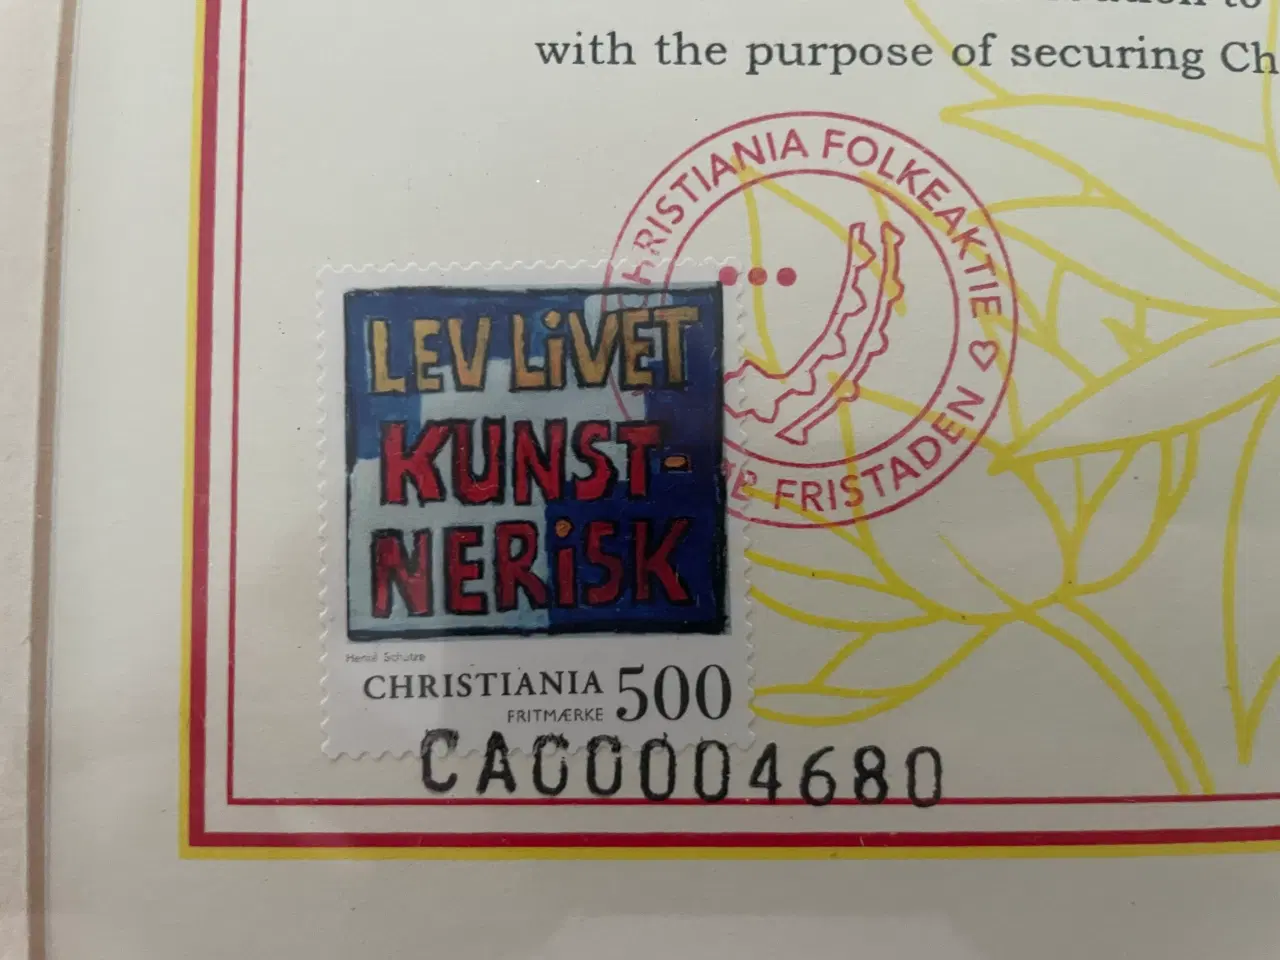 with the purpose of securing Ch
CHRISTIANIA FOLKEAKTIE
FRISTADEN
LEV LiVET
KUNST-
NERiSK
CHRISTIANIA 500
FRITMÆRKE
CA00004680